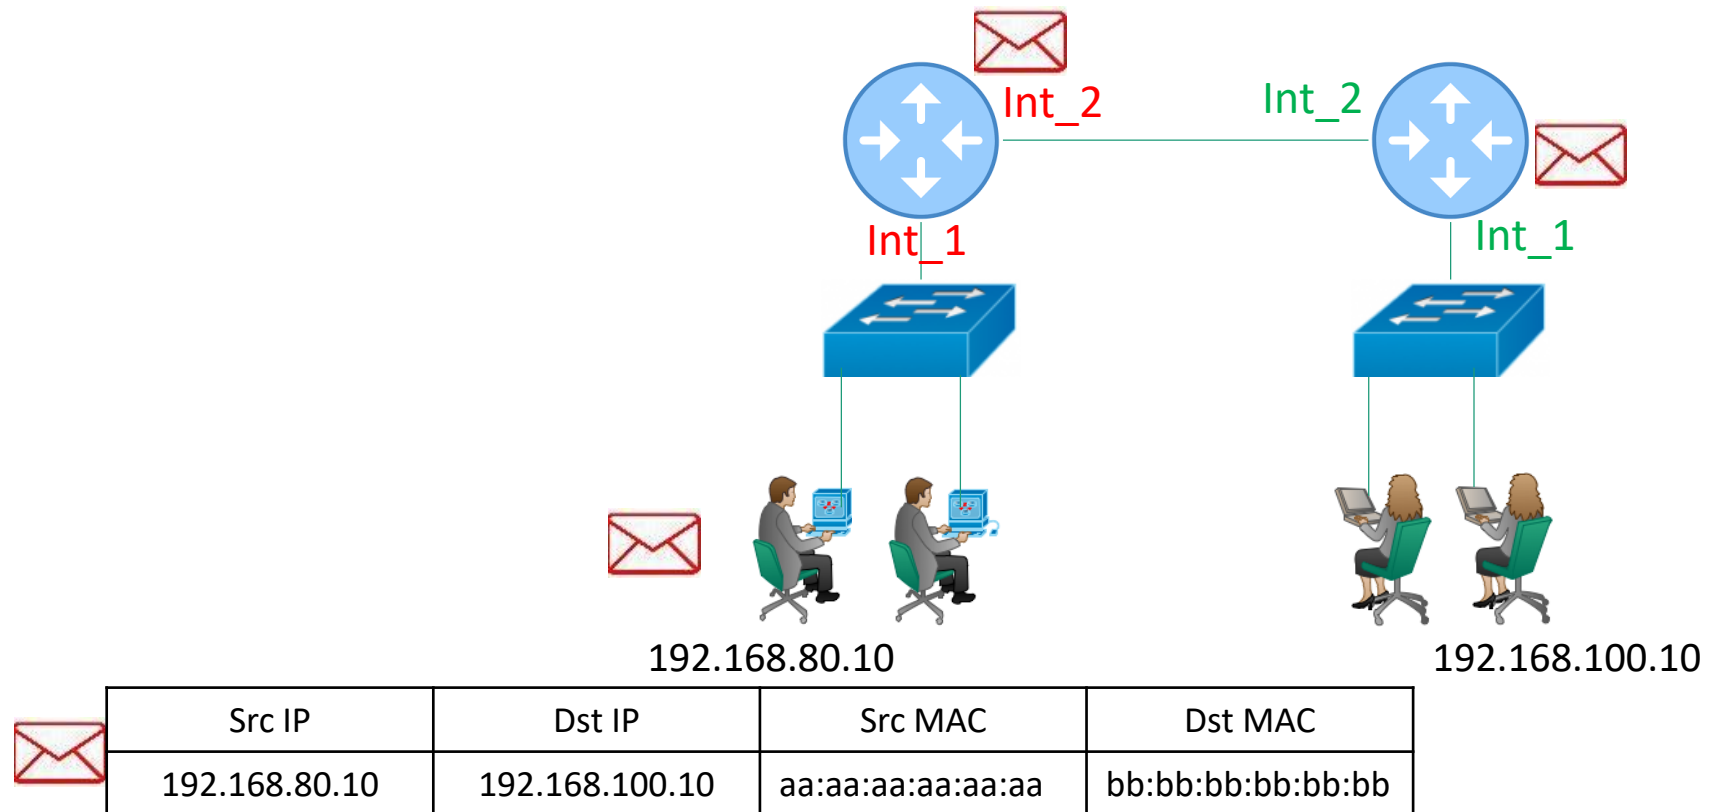 Int_2
Int_2
Int_1
Int_1
192.168.80.10
192.168.100.10
Src IP Dst IP Src MAC Dst MAC
192.168.80.10 192.168.100.10 aa:aa:aa:aa:aa:aa bb:bb:bb:bb:bb:bb